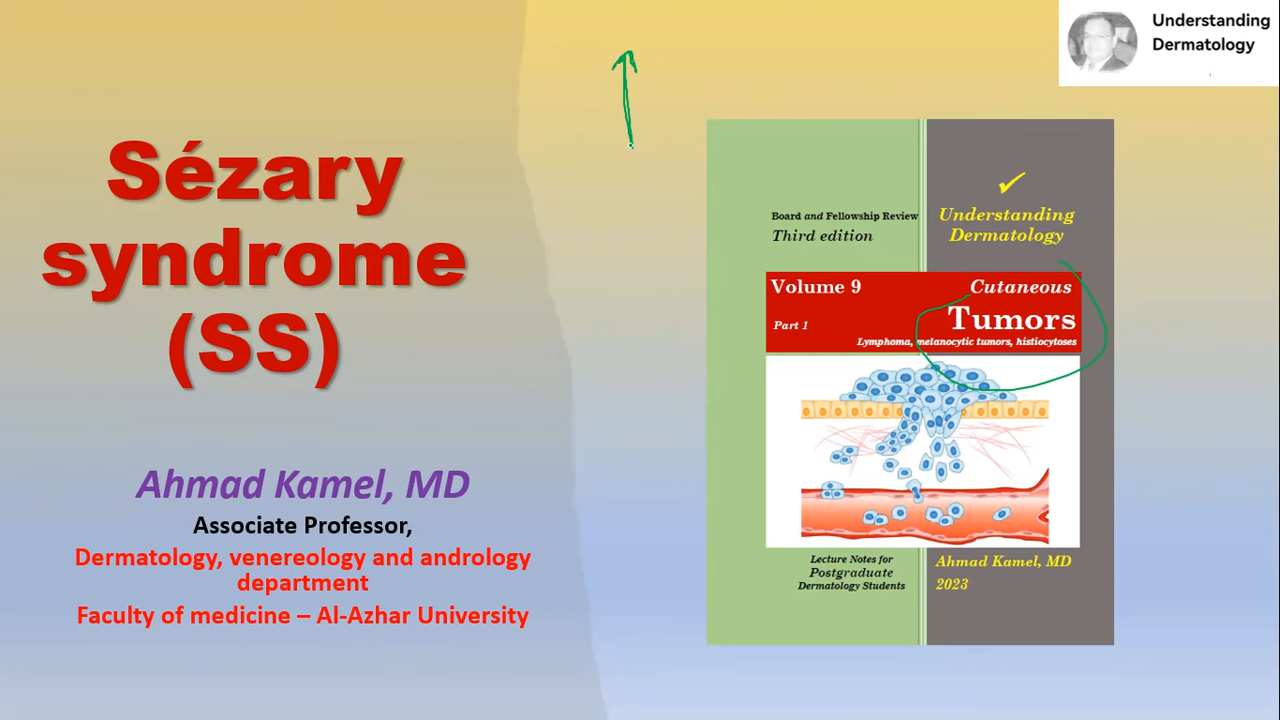 Sézary
syndrome
(SS)
Ahmad Kamel, MD
Associate Professor,
Dermatology, venereology and andrology
department
Faculty of medicine – Al-Azhar University
Understanding
Dermatology
Board and Fellowship Review
Third edition
✓
Understanding
Dermatology
Volume 9
Cutaneous
Tumors
Part 1
Lymphoma, melanocytic tumors, histiocytoses
Lecture Notes for
Postgraduate
Dermatology Students
Ahmad Kamel, MD
2023